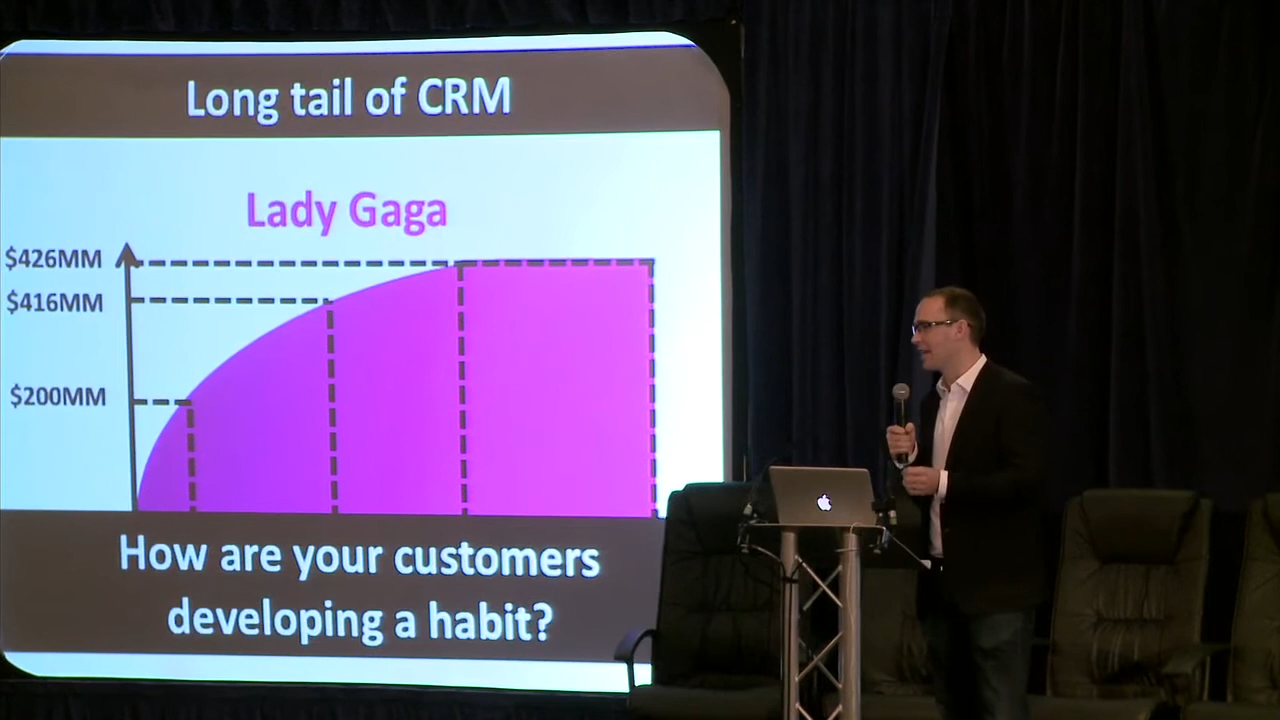 Long tail of CRM
Lady Gaga
$426MM
$416MM
$200MM
How are your customers
developing a habit?